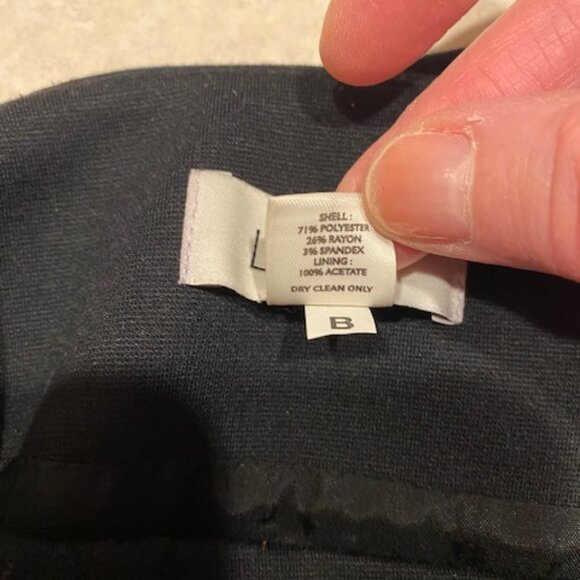 L
SHELL :
71% POLYESTER
26% RAYON
3% SPANDEX
LINING :
100% ACETATE
DRY CLEAN ONLY
B